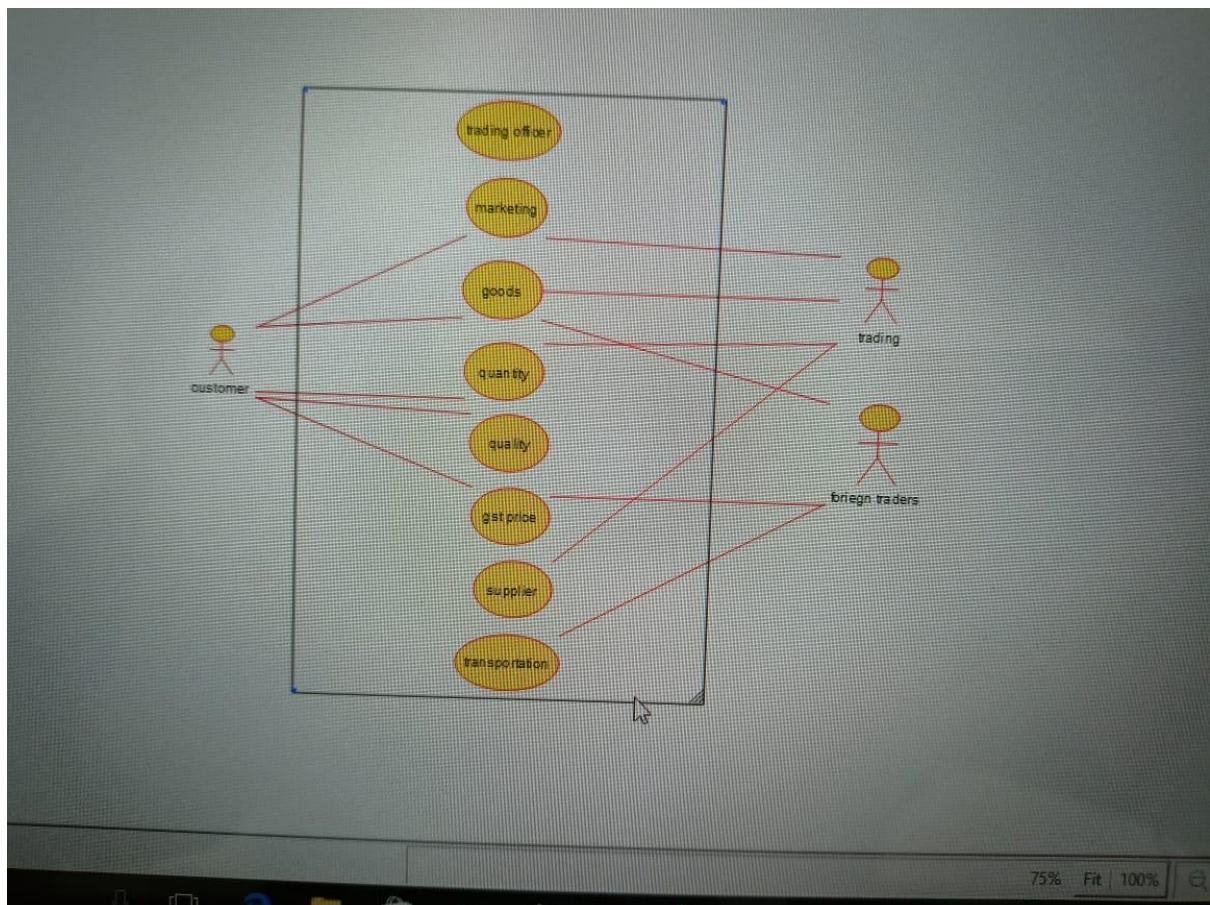 trading officer
marketing
goods
trading
quantity
customer
quality
foriegn traders
gst price
supplier
transportation
75% Fit 100%